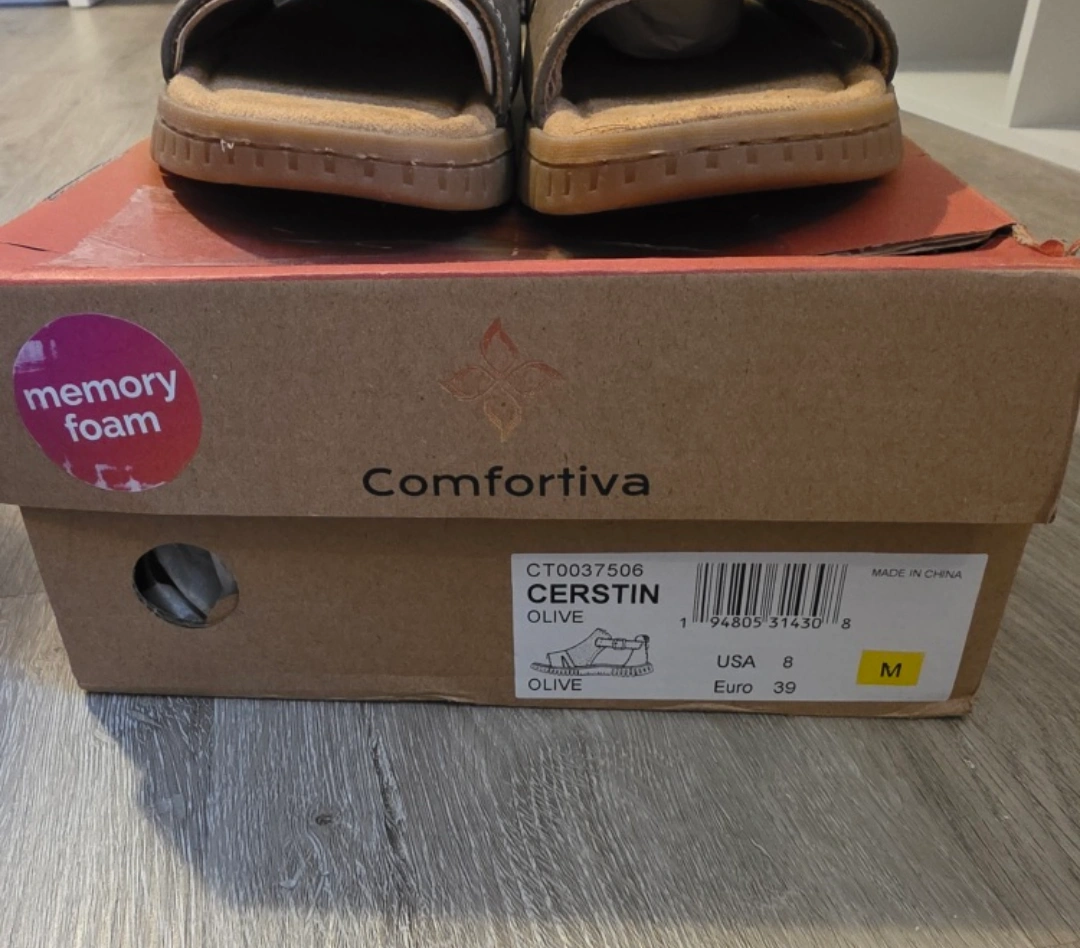 memory
foam
Comfortiva
CT0037506
CERSTIN
OLIVE
OLIVE
1 94805 31430 8
MADE IN CHINA
USA 8
Euro 39
M